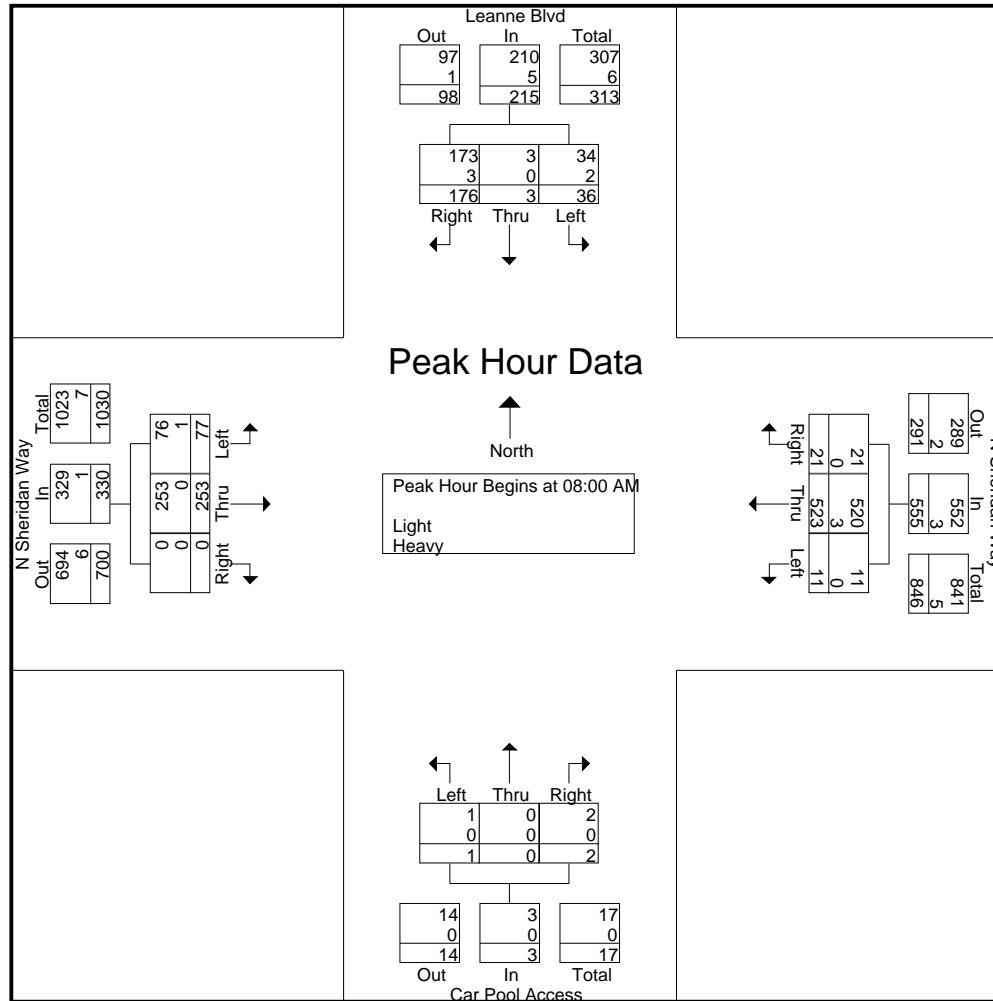 Leanne Blvd
Out In Total
97 210 307
1 5 6
98 215 313
173 3 34
3 0 2
176 3 36
Right Thru Left
Peak Hour Data
North
Peak Hour Begins at 08:00 AM
Light
Heavy
N Sheridan Way
Out In Total
694 329 1023
6 1 7
700 330 1030
76 253 0
1 0 0
77 253 0
Left Thru Right
N Sheridan Way
Out In Total
289 552 841
2 3 5
291 555 846
21 520 11
0 3 0
21 523 11
Right Thru Left
Left Thru Right
1 0 2
0 0 0
1 0 2
14 3 17
0 0 0
14 3 17
Out In Total
Car Pool Access